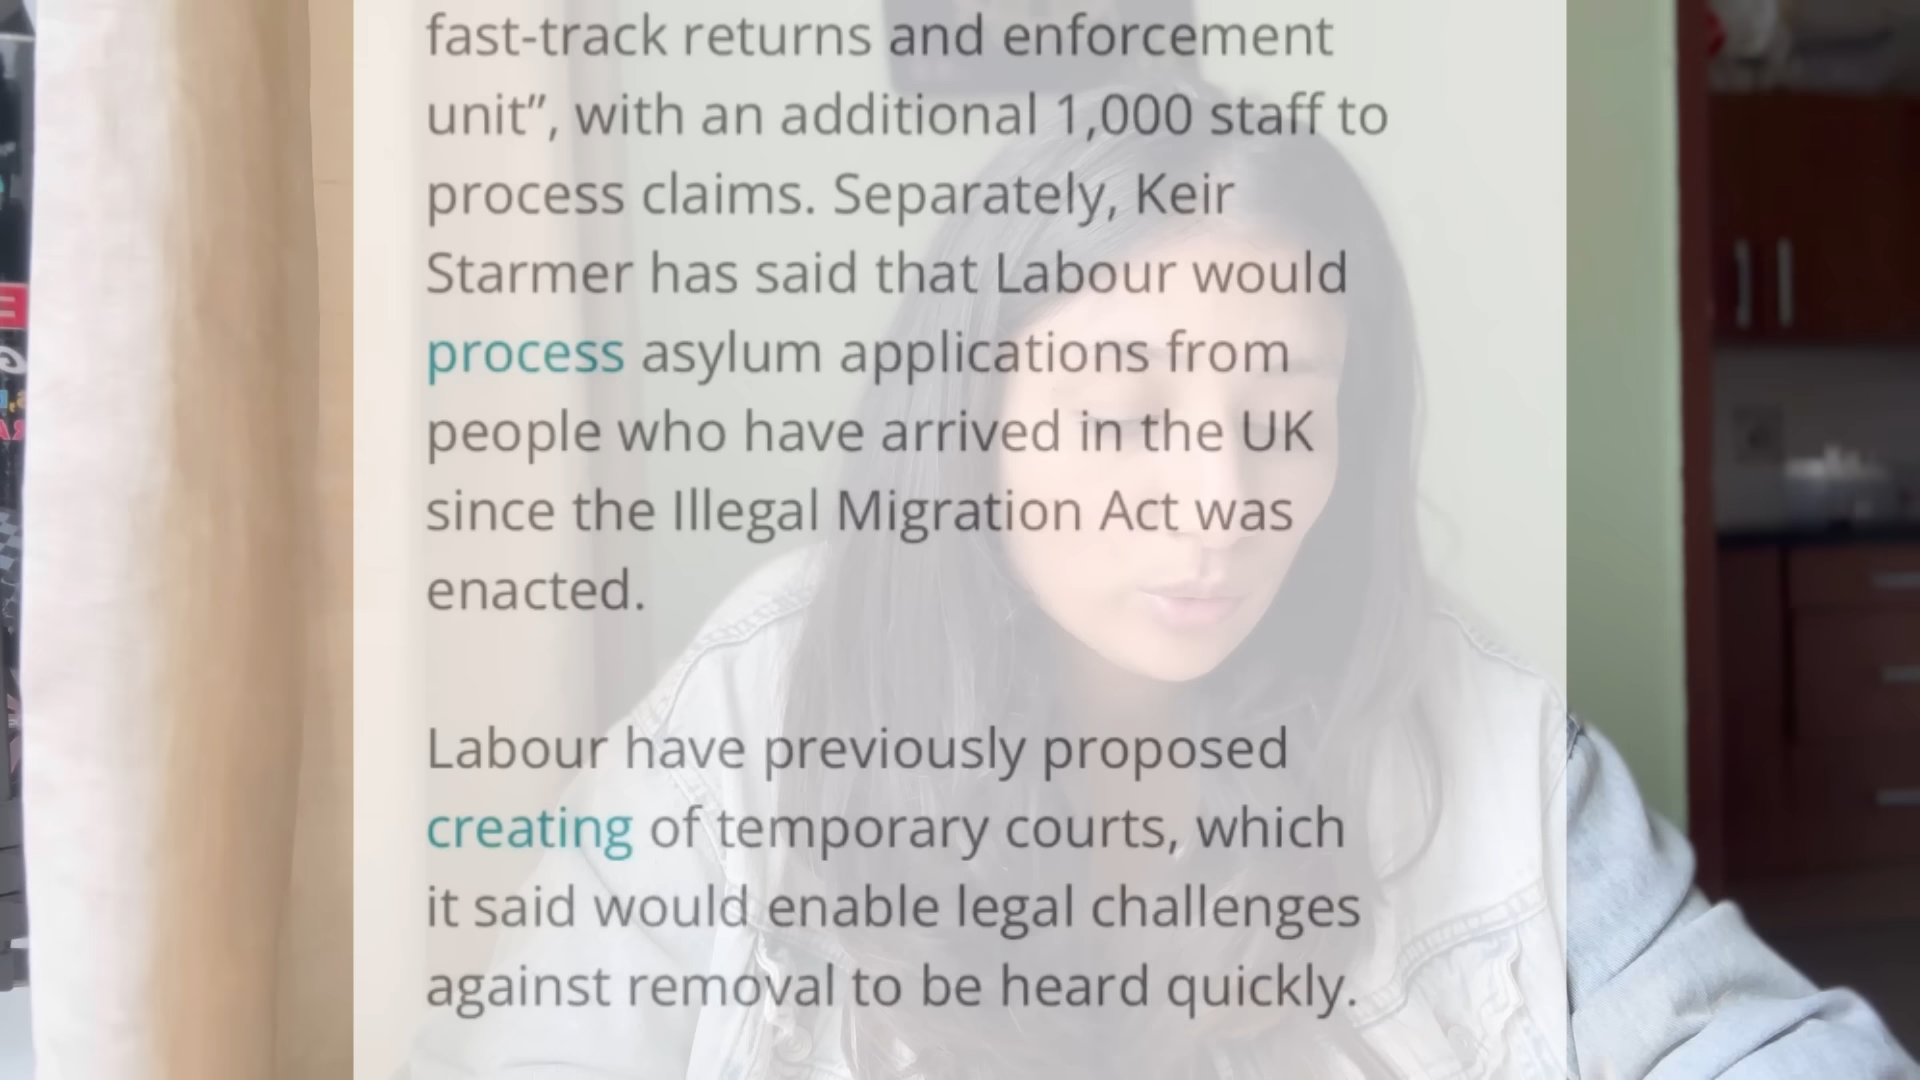 fast-track returns and enforcement
unit”, with an additional 1,000 staff to
process claims. Separately, Keir
Starmer has said that Labour would
process asylum applications from
people who have arrived in the UK
since the Illegal Migration Act was
enacted.
Labour have previously proposed
creating of temporary courts, which
it said would enable legal challenges
against removal to be heard quickly.